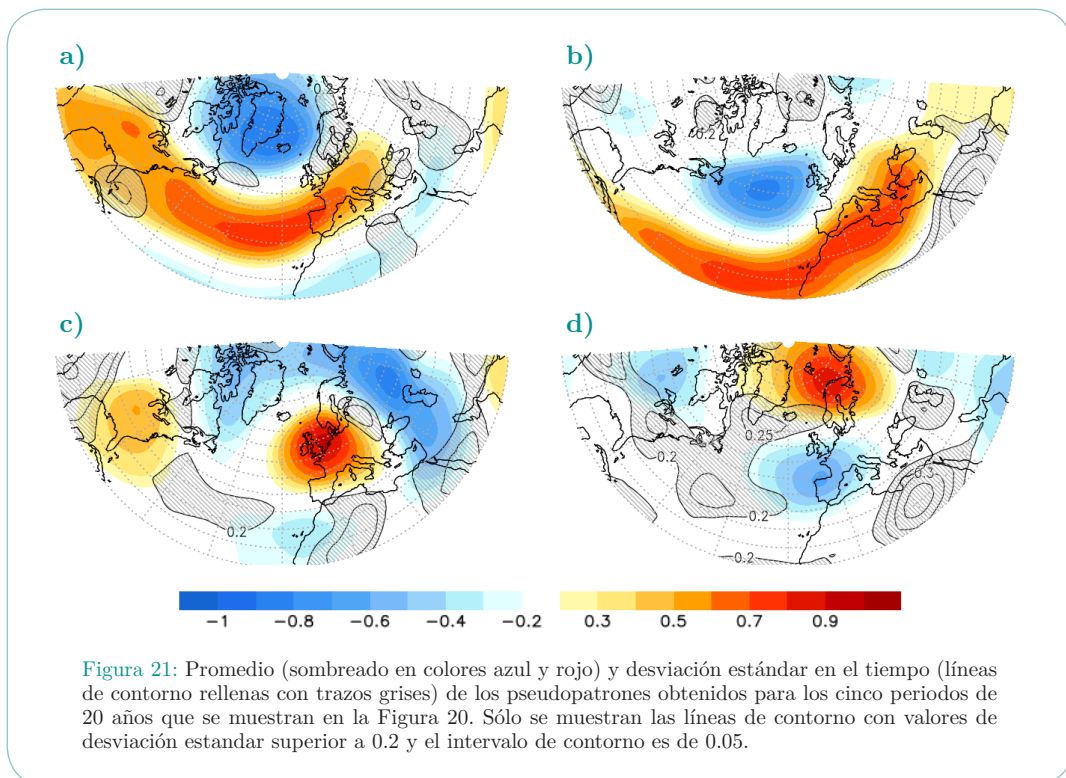 a)
b)
0.2
0.2
c)
d)
0.2
0.25
0.2
0.2
0.3
0.2
0.2
−1 −0.8 −0.6 −0.4 −0.2 0.3 0.5 0.7 0.9
Figura 21: Promedio (sombreado en colores azul y rojo) y desviación estándar en el tiempo (líneas
de contorno rellenas con trazos grises) de los pseudopatrones obtenidos para los cinco periodos de
20 años que se muestran en la Figura 20. Sólo se muestran las líneas de contorno con valores de
desviación estandar superior a 0.2 y el intervalo de contorno es de 0.05.